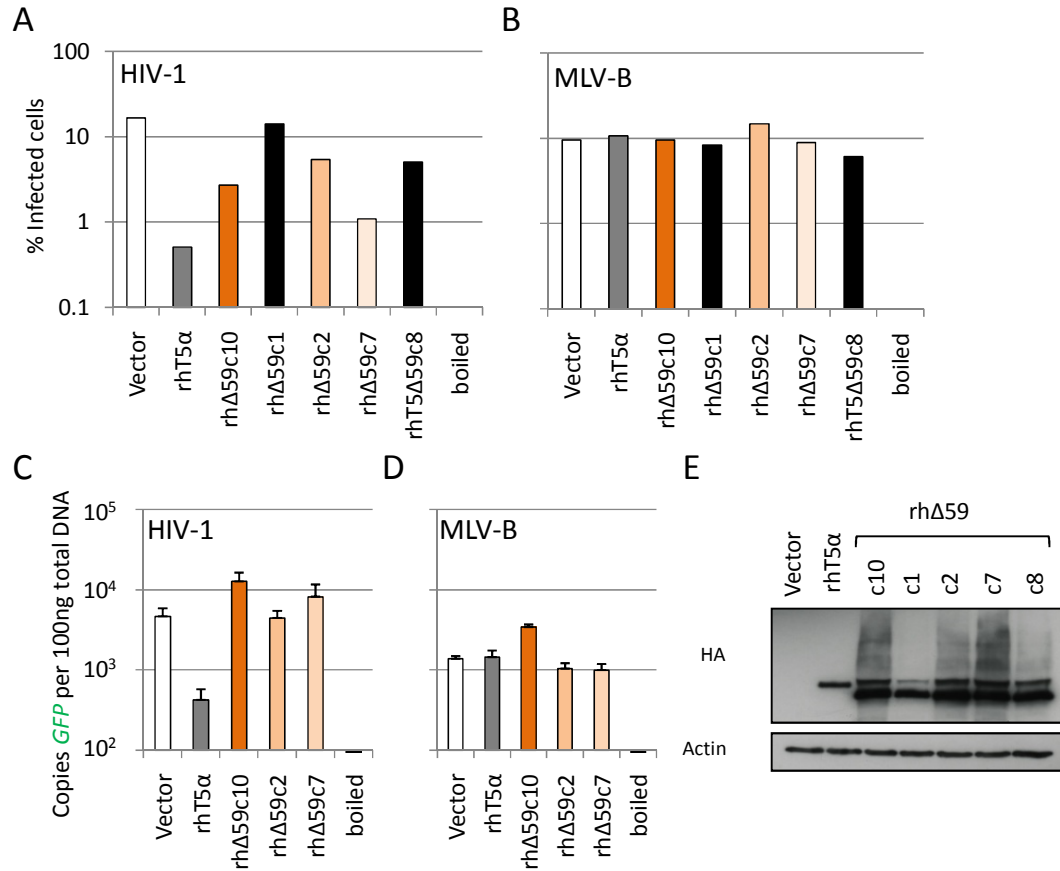 A
B
HIV-1
MLV-B
% Infected cells
100
10
1
0.1
Vector
rhT5α
rhΔ59c10
rhΔ59c1
rhΔ59c2
rhΔ59c7
rhT5Δ59c8
boiled
Vector
rhT5α
rhΔ59c10
rhΔ59c1
rhΔ59c2
rhΔ59c7
rhT5Δ59c8
boiled
C
D
E
Copies GFP per 100ng total DNA
10⁵
10⁴
10³
10²
HIV-1
Vector
rhT5α
rhΔ59c10
rhΔ59c2
rhΔ59c7
boiled
MLV-B
Vector
rhT5α
rhΔ59c10
rhΔ59c2
rhΔ59c7
boiled
rhΔ59
Vector
rhT5α
c10
c1
c2
c7
c8
HA
Actin